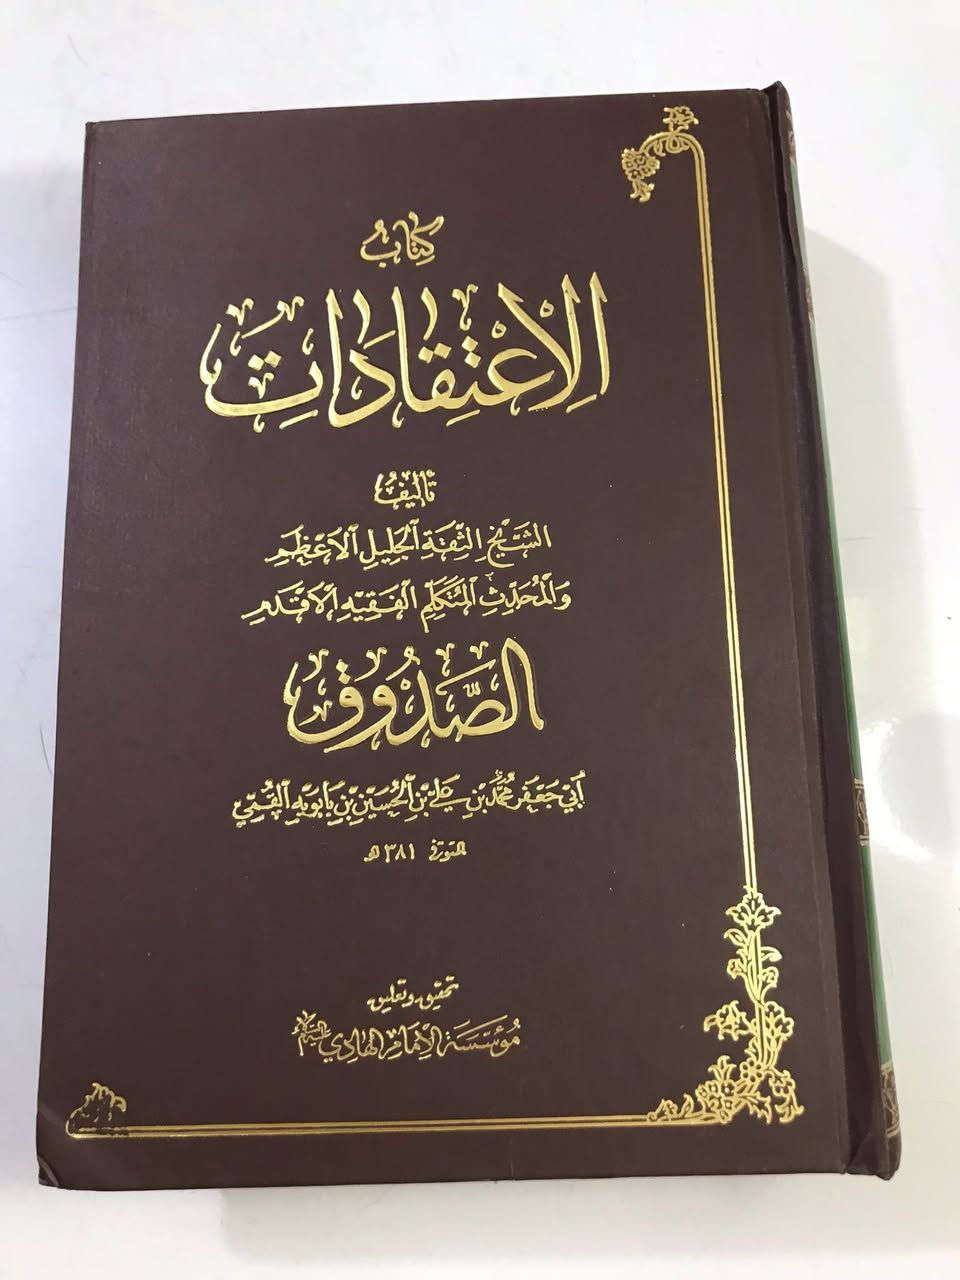 كتاب
الإعتقادات
تأليف
الشيخ الثقة الجليل الأعظم
والمحدث المتكلم الفقيه الأقدم
الصدوق
أبي جعفر محمد بن علي بن الحسين بن بابويه القمي
المتوفى ٣٨١ هـ
تحقيق وتعليق
مؤسسة الإمام الهادي عليه السلام